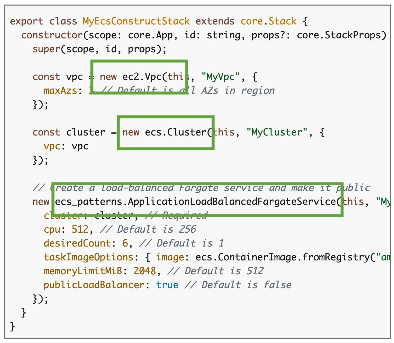 export class MyEcsConstructStack extends core.Stack {
constructor(scope: core.App, id: string, props?: core.StackProps)
super(scope, id, props);
const vpc = new ec2.Vpc(this, "MyVpc", {
maxAzs: // Default is all AZs in region
});
const cluster = new ecs.Cluster(this, "MyCluster", {
vpc: vpc
});
// Create a load-balanced Fargate service and make it public
new ecs_patterns.ApplicationLoadBalancedFargateService(this, "My
cluster: cluster, // Required
cpu: 512, // Default is 256
desiredCount: 6, // Default is 1
taskImageOptions: { image: ecs.ContainerImage.fromRegistry("am
memoryLimitMiB: 2048, // Default is 512
publicLoadBalancer: true // Default is false
});
}
}